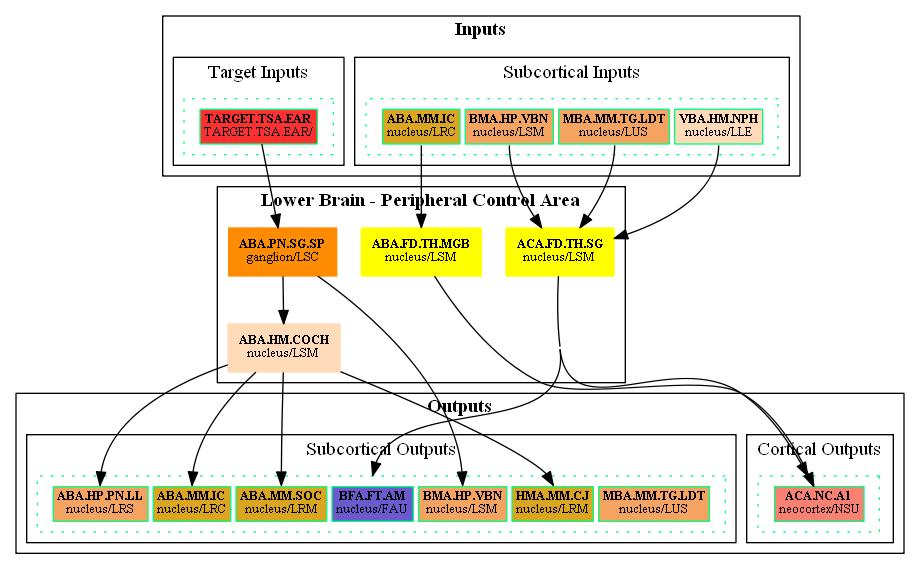 Inputs
Target Inputs
Subcortical Inputs
TARGET.TSA.EAR
TARGET.TSA.EAR/
ABA.MM.IC
nucleus/LRC
BMA.HP.VBN
nucleus/LSM
MBA.MM.TG.LDT
nucleus/LUS
VBA.HM.NPH
nucleus/LLE
Lower Brain - Peripheral Control Area
ABA.PN.SG.SP
ganglion/LSC
ABA.FD.TH.MGB
nucleus/LSM
ACA.FD.TH.SG
nucleus/LSM
ABA.HM.COCH
nucleus/LSM
Outputs
Subcortical Outputs
Cortical Outputs
ABA.HP.PN.LL
nucleus/LRS
ABA.MM.IC
nucleus/LRC
ABA.MM.SOC
nucleus/LRM
BFA.FT.AM
nucleus/FAU
BMA.HP.VBN
nucleus/LSM
HMA.MM.CJ
nucleus/LRM
MBA.MM.TG.LDT
nucleus/LUS
ACA.NC.A1
neocortex/NSU